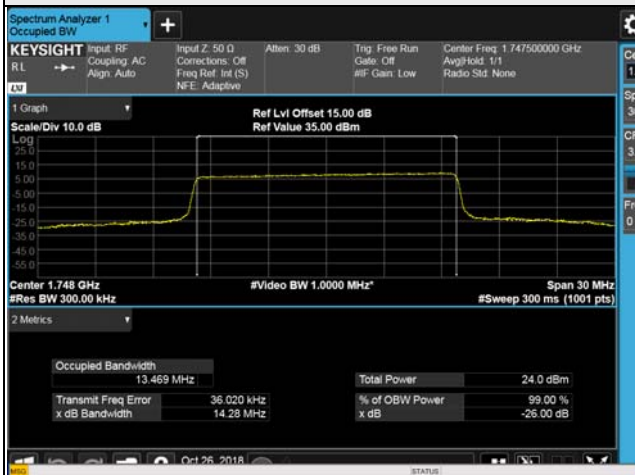 Spectrum Analyzer 1
Occupied BW
KEYSIGHT Input: RF Input Z: 50 Ω Atten: 30 dB Trig: Free Run Center Freq: 1.747500000 GHz
RL Coupling: AC Corrections: Off Gate: Off Avg|Hold: 1/1
Align: Auto Freq Ref: Int (S) #IF Gain: Low Radio Std: None
LXI NFE: Adaptive
1 Graph
Ref Lvl Offset 15.00 dB
Scale/Div 10.0 dB Ref Value 35.00 dBm
Log
25.0
15.0
5.00
-5.00
-15.0
-25.0
-35.0
-45.0
-55.0
Center 1.748 GHz #Video BW 1.0000 MHz* Span 30 MHz
#Res BW 300.00 kHz #Sweep 300 ms (1001 pts)
2 Metrics
Occupied Bandwidth
13.469 MHz Total Power 24.0 dBm
Transmit Freq Error 36.020 kHz % of OBW Power 99.00 %
x dB Bandwidth 14.28 MHz x dB -26.00 dB
Oct 26, 2018
MSG STATUS